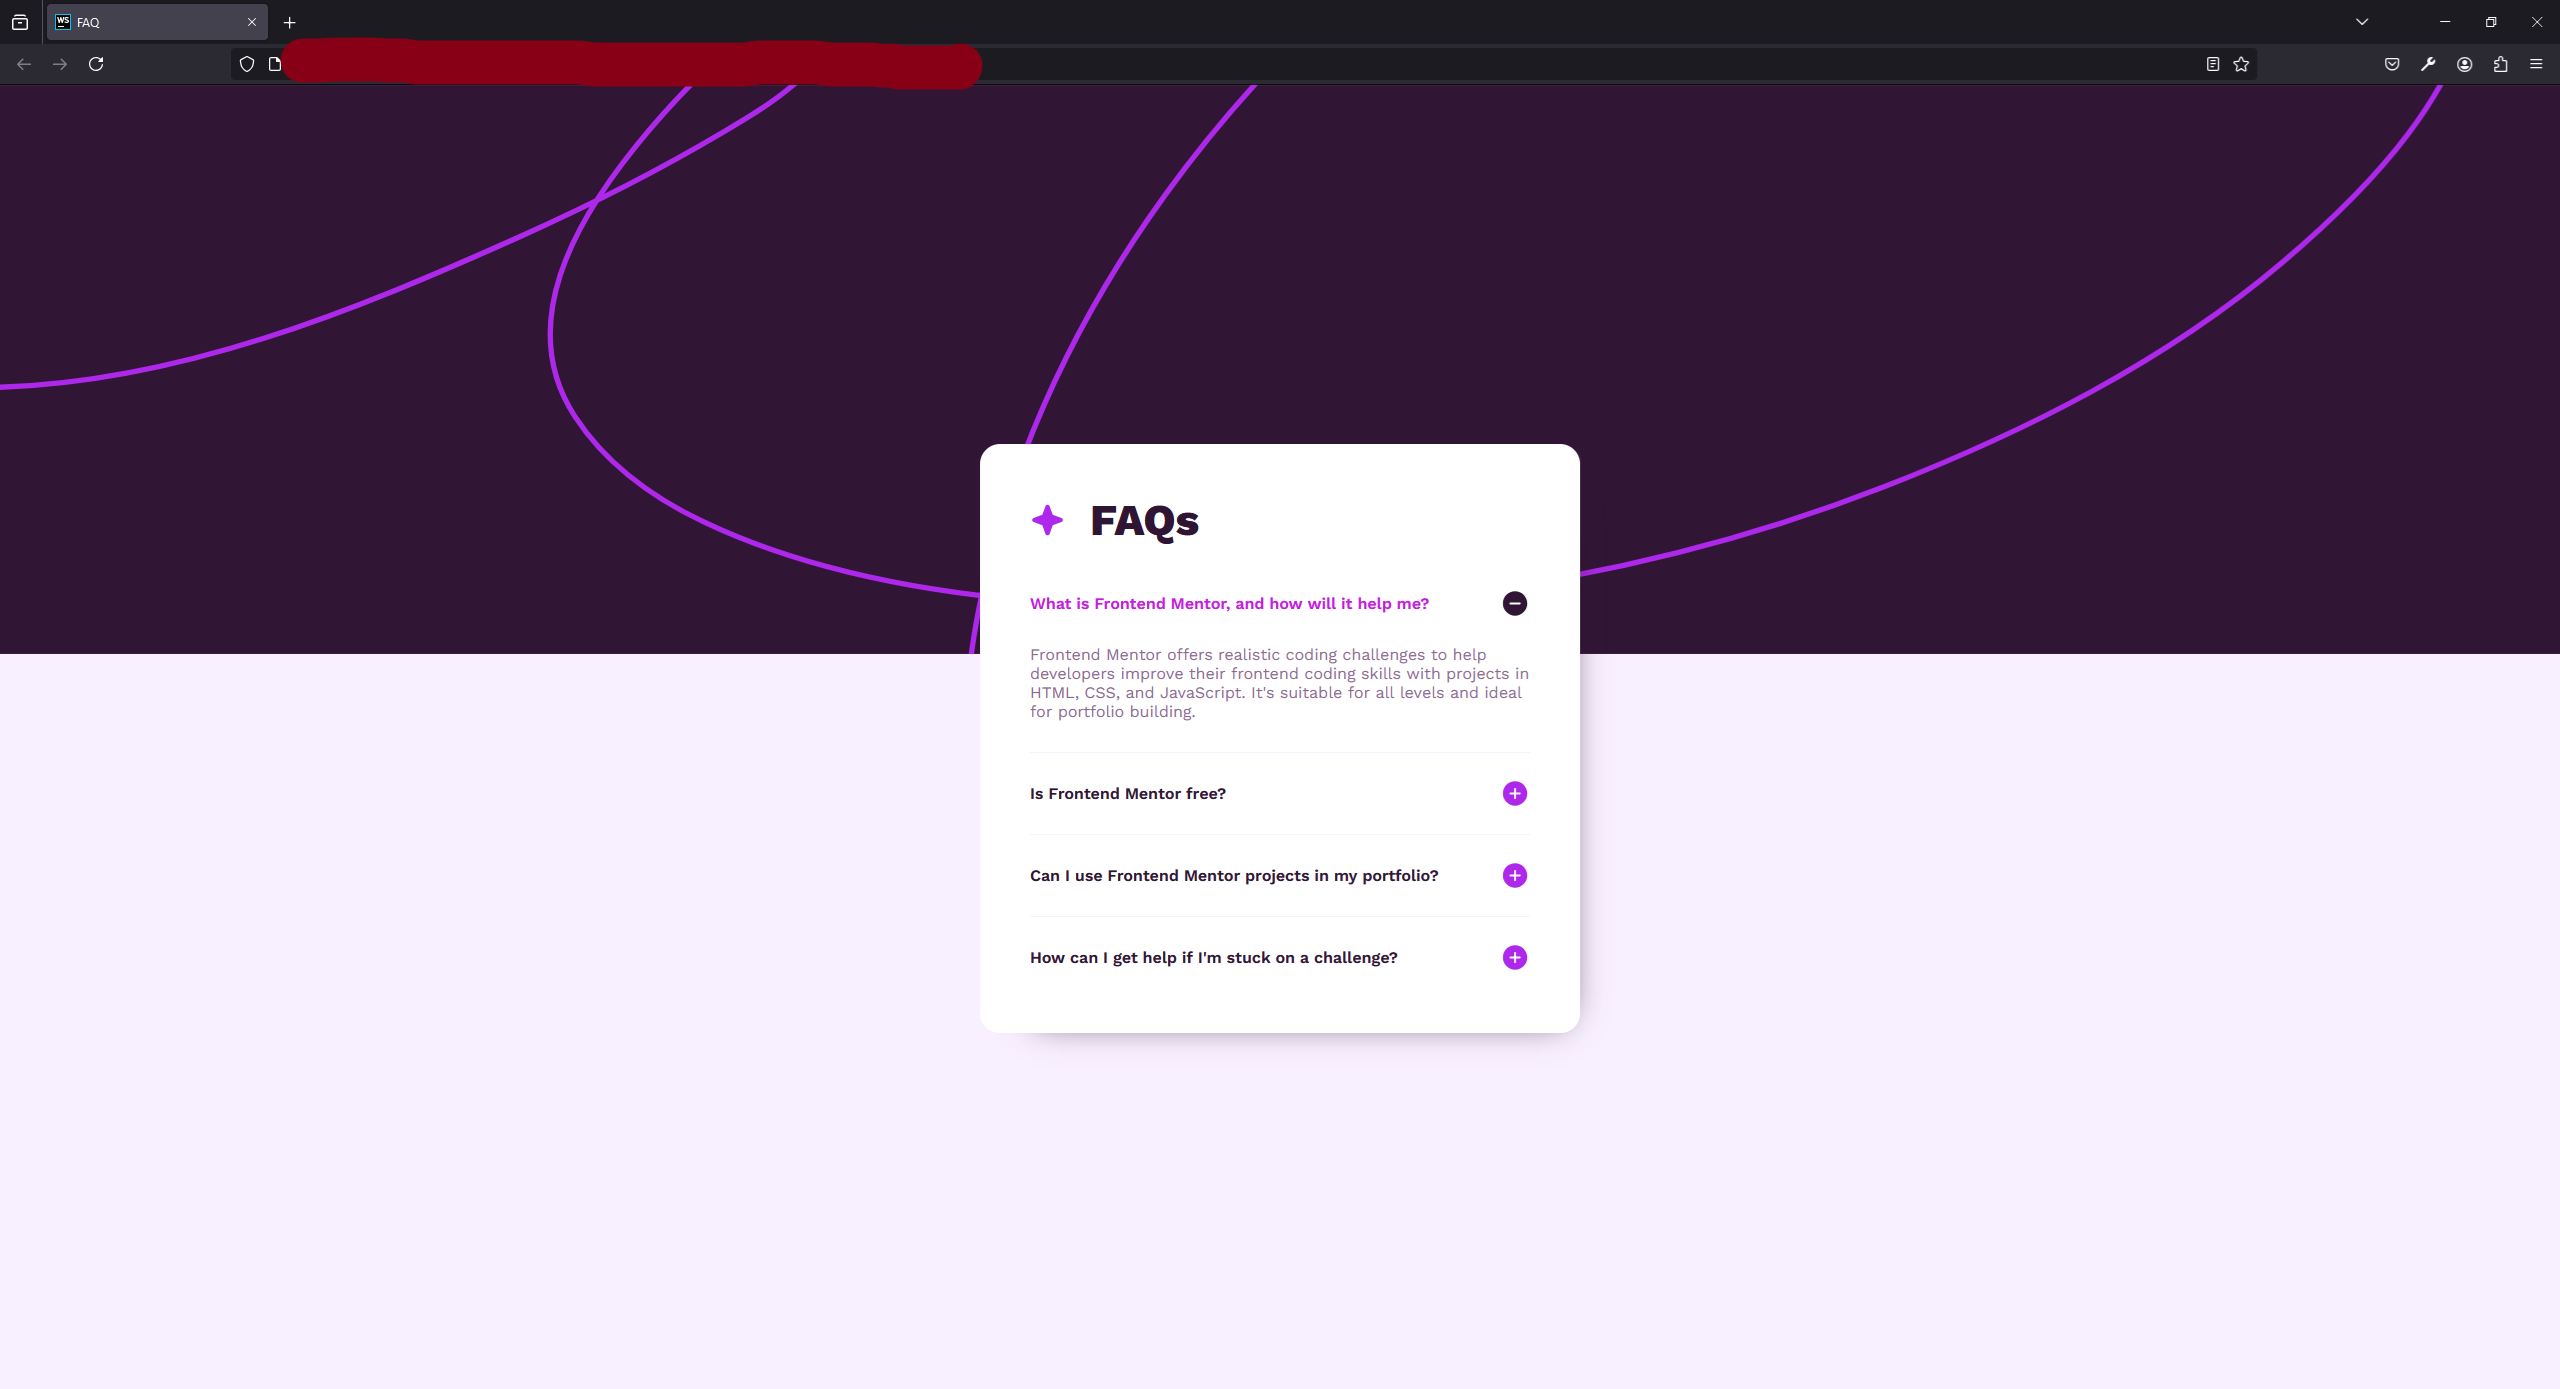 WS
FAQ
FAQs
What is Frontend Mentor, and how will it help me?
Frontend Mentor offers realistic coding challenges to help
developers improve their frontend coding skills with projects in
HTML, CSS, and JavaScript. It's suitable for all levels and ideal
for portfolio building.
Is Frontend Mentor free?
Can I use Frontend Mentor projects in my portfolio?
How can I get help if I'm stuck on a challenge?